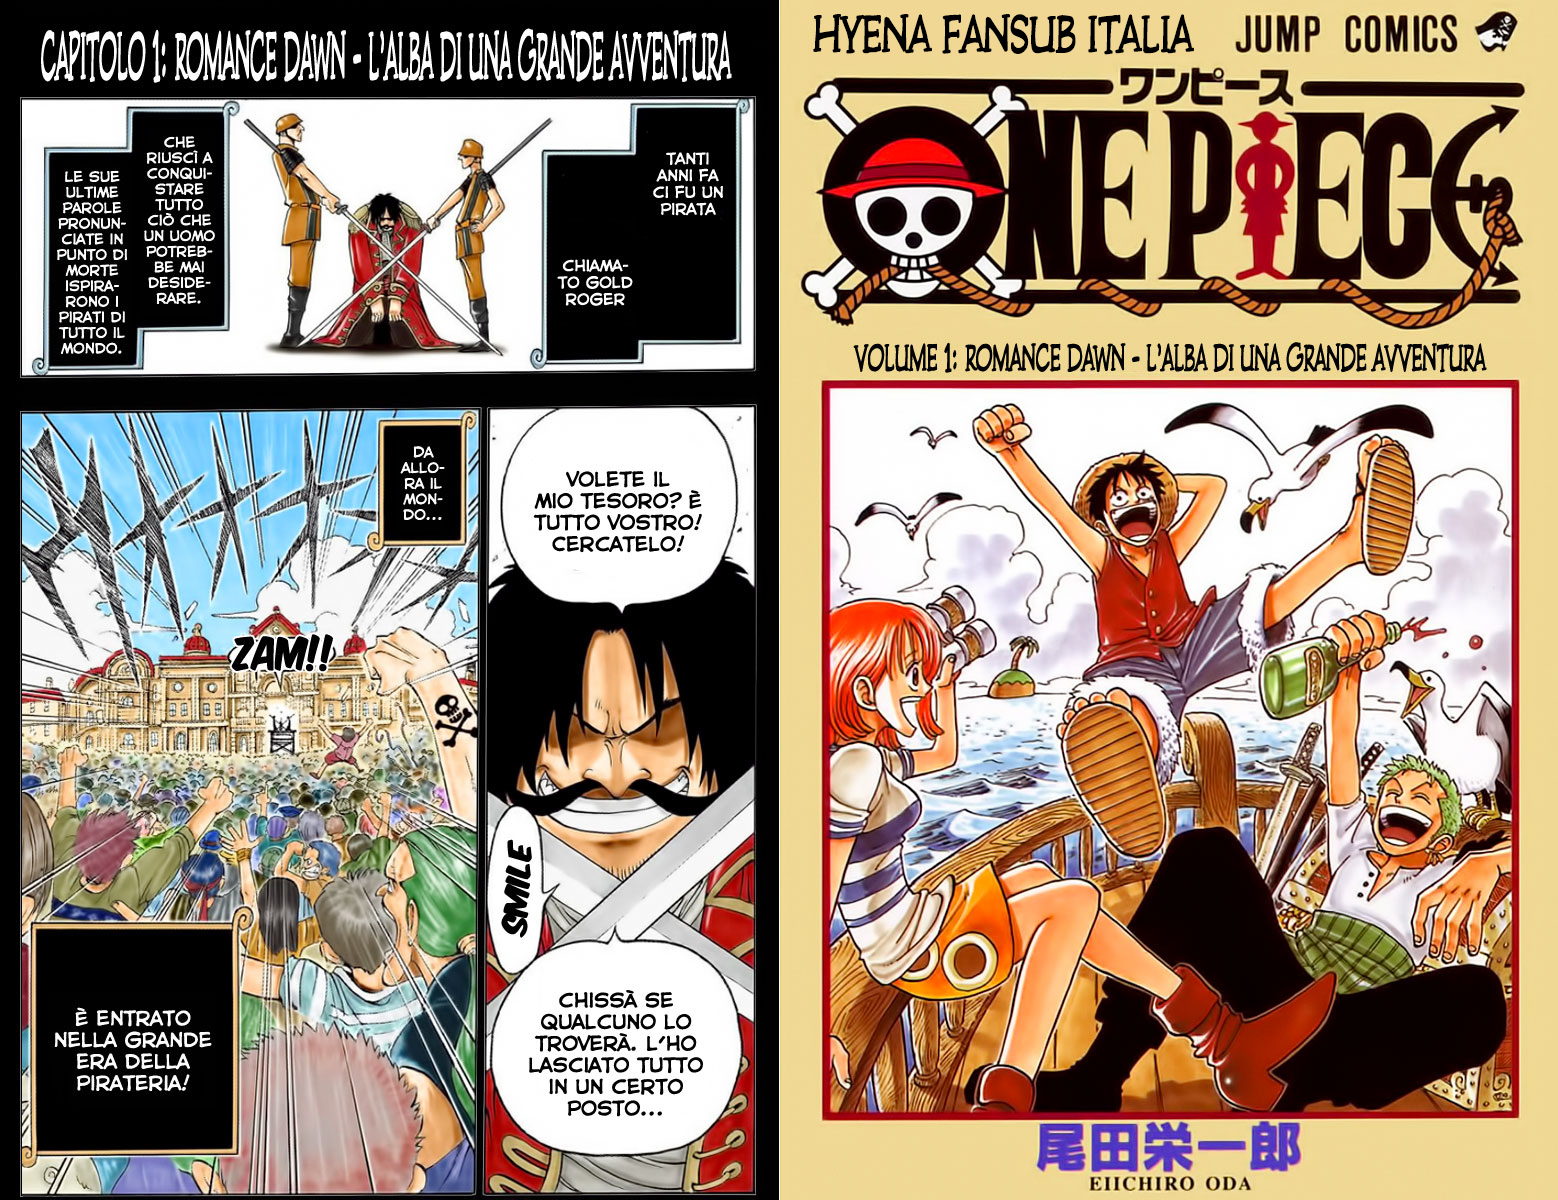 HYENA FANSUB ITALIA
JUMP COMICS
ワンピース
ONE PIECE
VOLUME 1: ROMANCE DAWN - L'ALBA DI UNA GRANDE AVVENTURA
尾田栄一郎
EIICHIRO ODA
CAPITOLO 1: ROMANCE DAWN - L'ALBA DI UNA GRANDE AVVENTURA
TANTI
ANNI FA
CI FU UN
PIRATA
CHIAMA-
TO GOLD
ROGER
CHE
RIUSCÌ A
CONQUI-
STARE
TUTTO
CIÒ CHE
UN UOMO
POTREB-
BE MAI
DESIDE-
RARE.
LE SUE
ULTIME
PAROLE
PRONUN-
CIATE IN
PUNTO DI
MORTE
ISPIRA-
RONO I
PIRATI DI
TUTTO IL
MONDO.
VOLETE IL
MIO TESORO? È
TUTTO VOSTRO!
CERCATELO!
SMILE
CHISSÀ SE
QUALCUNO LO
TROVERÀ. L'HO
LASCIATO TUTTO
IN UN CERTO
POSTO...
DA
ALLO-
RA IL
MON-
DO...
ZAM!!
È ENTRATO
NELLA GRANDE
ERA DELLA
PIRATERIA!